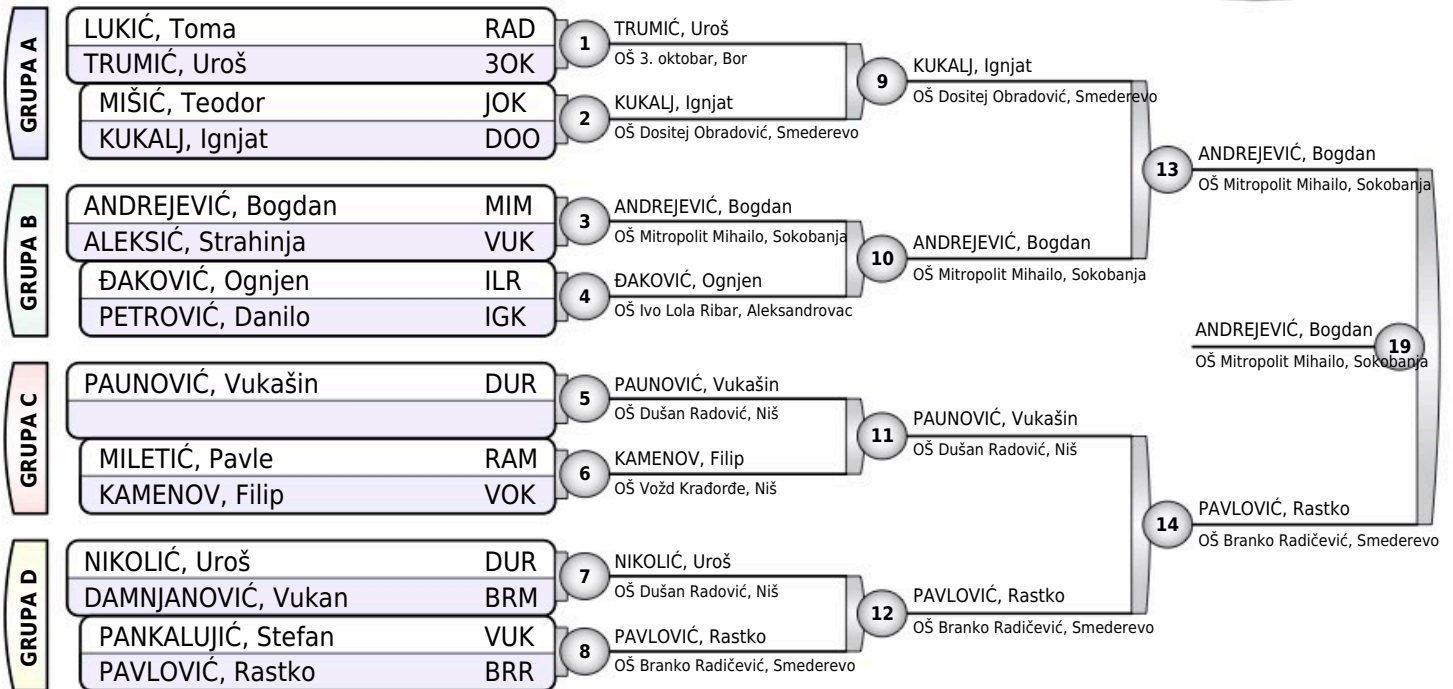 GRUPA A
LUKIĆ, Toma RAD
TRUMIĆ, Uroš 3OK
MIŠIĆ, Teodor JOK
KUKALJ, Ignjat DOO
GRUPA B
ANDREJEVIĆ, Bogdan MIM
ALEKSIĆ, Strahinja VUK
ĐAKOVIĆ, Ognjen ILR
PETROVIĆ, Danilo IGK
GRUPA C
PAUNOVIĆ, Vukašin DUR
MILETIĆ, Pavle RAM
KAMENOV, Filip VOK
GRUPA D
NIKOLIĆ, Uroš DUR
DAMNJANOVIĆ, Vukan BRM
PANKALUJIĆ, Stefan VUK
PAVLOVIĆ, Rastko BRR
1
TRUMIĆ, Uroš
OŠ 3. oktobar, Bor
2
KUKALJ, Ignjat
OŠ Dositej Obradović, Smederevo
3
ANDREJEVIĆ, Bogdan
OŠ Mitropolit Mihailo, Sokobanja
4
ĐAKOVIĆ, Ognjen
OŠ Ivo Lola Ribar, Aleksandrovac
5
PAUNOVIĆ, Vukašin
OŠ Dušan Radović, Niš
6
KAMENOV, Filip
OŠ Vožd Krađorđe, Niš
7
NIKOLIĆ, Uroš
OŠ Dušan Radović, Niš
8
PAVLOVIĆ, Rastko
OŠ Branko Radičević, Smederevo
9
KUKALJ, Ignjat
OŠ Dositej Obradović, Smederevo
10
ANDREJEVIĆ, Bogdan
OŠ Mitropolit Mihailo, Sokobanja
11
PAUNOVIĆ, Vukašin
OŠ Dušan Radović, Niš
12
PAVLOVIĆ, Rastko
OŠ Branko Radičević, Smederevo
13
ANDREJEVIĆ, Bogdan
OŠ Mitropolit Mihailo, Sokobanja
14
PAVLOVIĆ, Rastko
OŠ Branko Radičević, Smederevo
19
ANDREJEVIĆ, Bogdan
OŠ Mitropolit Mihailo, Sokobanja